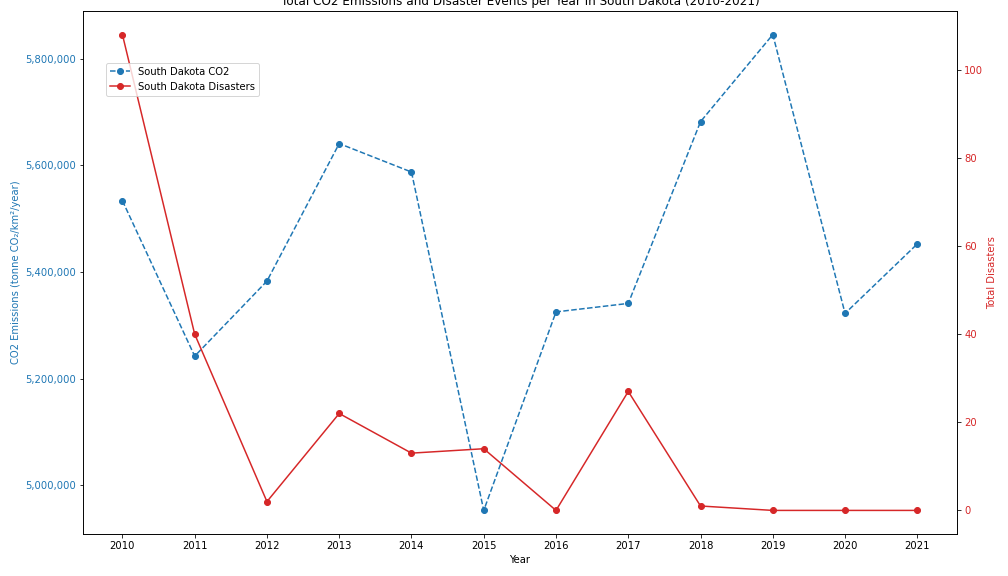 Total CO2 Emissions and Disaster Events per Year in South Dakota (2010-2021)
South Dakota CO2
South Dakota Disasters
5,800,000
5,600,000
5,400,000
5,200,000
5,000,000
CO2 Emissions (tonne CO₂/km²/year)
100
80
60
40
20
0
Total Disasters
2010 2011 2012 2013 2014 2015 2016 2017 2018 2019 2020 2021
Year